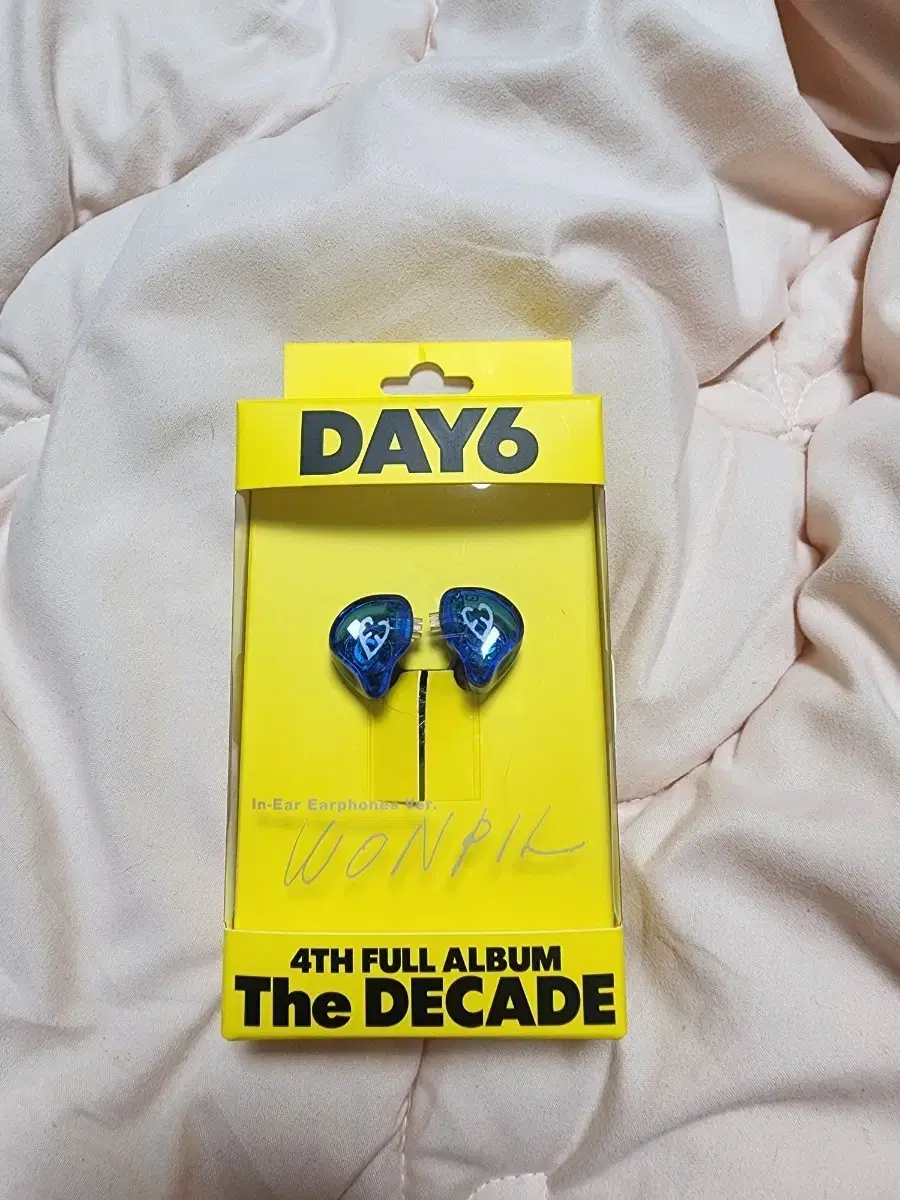 DAY6
In-Ear Earphones Ver.
WONPIL
4TH FULL ALBUM
The DECADE